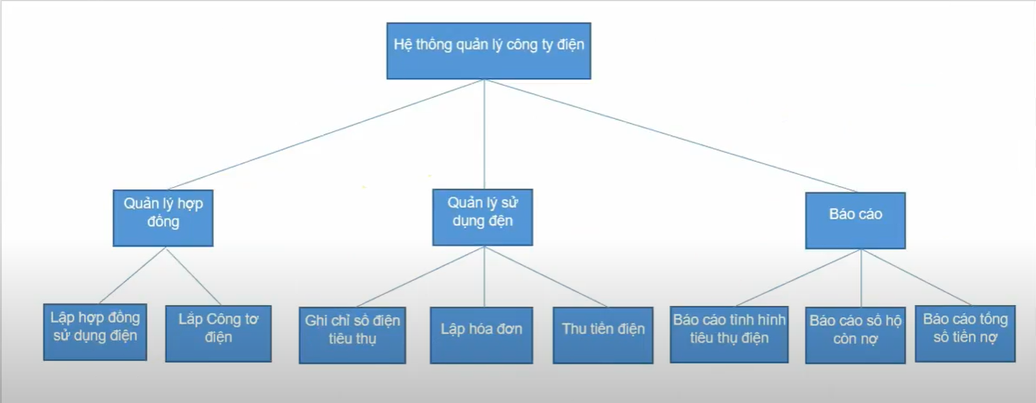 Hệ thống quản lý công ty điện
Quản lý hợp
đồng
Quản lý sử
dụng đện
Báo cáo
Lập hợp đồng
sử dụng điện
Lắp Công tơ
điện
Ghi chỉ số điện
tiêu thụ
Lập hóa đơn
Thu tiền điện
Báo cáo tình hình
tiêu thụ điện
Báo cáo số hộ
còn nợ
Báo cáo tổng
số tiền nợ